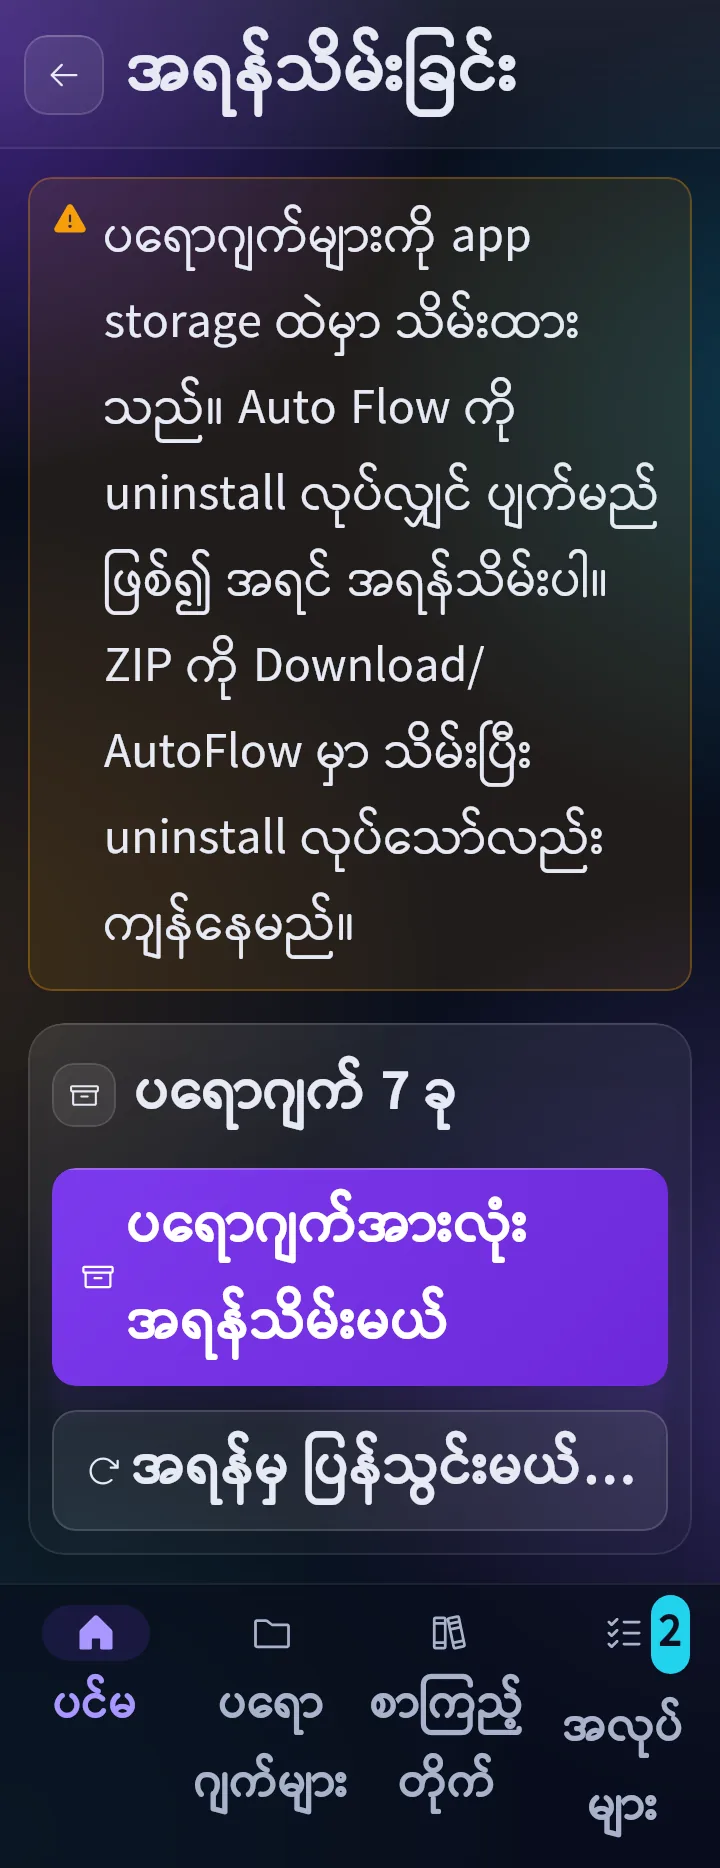 အရန်သိမ်းခြင်း
ပရောဂျက်များကို app
storage ထဲမှာ သိမ်းထား
သည်။ Auto Flow ကို
uninstall လုပ်လျှင် ပျက်မည်
ဖြစ်၍ အရင် အရန်သိမ်းပါ။
ZIP ကို Download/
AutoFlow မှာ သိမ်းပြီး
uninstall လုပ်သော်လည်း
ကျန်နေမည်။
ပရောဂျက် 7 ခု
ပရောဂျက်အားလုံး
အရန်သိမ်းမယ်
အရန်မှ ပြန်သွင်းမယ်...
ပင်မ
ပရော
ဂျက်များ
စာကြည့်
တိုက်
2
အလုပ်
များ